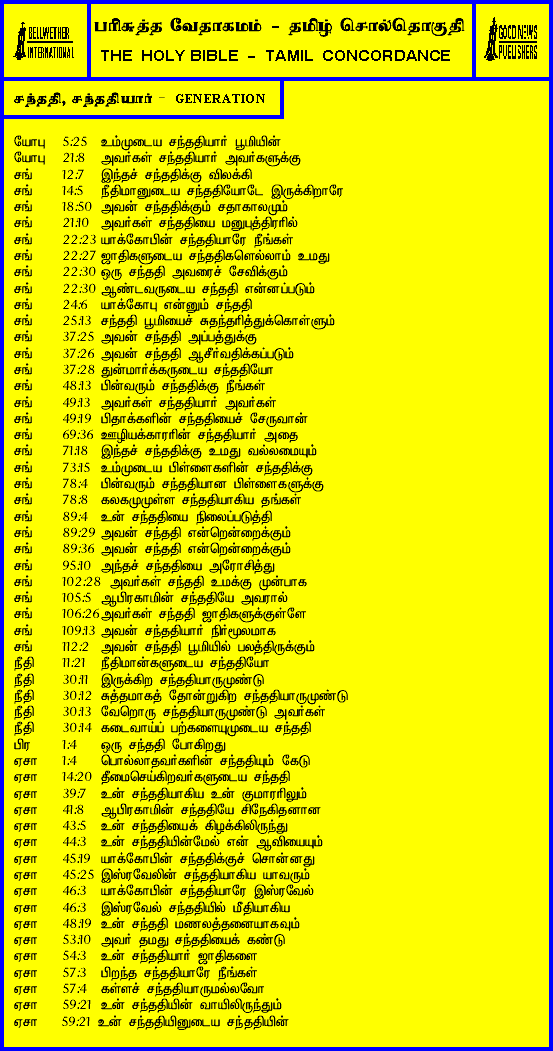 BELLWETHER
INTERNATIONAL
பரிசுத்த வேதாகமம் – தமிழ் சொல்தொகுதி
THE HOLY BIBLE – TAMIL CONCORDANCE
GOOD NEWS
PUBLISHERS
சந்ததி, சந்ததியார் – GENERATION
யோபு 5:25 உம்முடைய சந்ததியார் பூமியின்
யோபு 21:8 அவர்கள் சந்ததியார் அவர்களுக்கு
சங் 12:7 இந்தச் சந்ததிக்கு விலக்கி
சங் 14:5 நீதிமானுடைய சந்ததியோடே இருக்கிறாரே
சங் 18:50 அவன் சந்ததிக்கும் சதாகாலமும்
சங் 21:10 அவர்கள் சந்ததியை மனுபுத்திரரில்
சங் 22:23 யாக்கோபின் சந்ததியாரே நீங்கள்
சங் 22:27 ஜாதிகளுடைய சந்ததிகளெல்லாம் உமது
சங் 22:30 ஒரு சந்ததி அவரைச் சேவிக்கும்
சங் 22:30 ஆண்டவருடைய சந்ததி என்னப்படும்
சங் 24:6 யாக்கோபு என்னும் சந்ததி
சங் 25:13 சந்ததி பூமியைச் சுதந்தரித்துக்கொள்ளும்
சங் 37:25 அவன் சந்ததி அப்பத்துக்கு
சங் 37:26 அவன் சந்ததி ஆசீர்வதிக்கப்படும்
சங் 37:28 துன்மார்க்கருடைய சந்ததியோ
சங் 48:13 பின்வரும் சந்ததிக்கு நீங்கள்
சங் 49:13 அவர்கள் சந்ததியார் அவர்கள்
சங் 49:19 பிதாக்களின் சந்ததியைச் சேருவான்
சங் 69:36 ஊழியக்காரரின் சந்ததியார் அதை
சங் 71:18 இந்தச் சந்ததிக்கு உமது வல்லமையும்
சங் 73:15 உம்முடைய பிள்ளைகளின் சந்ததிக்கு
சங் 78:4 பின்வரும் சந்ததியான பிள்ளைகளுக்கு
சங் 78:8 கலகமுமுள்ள சந்ததியாகிய தங்கள்
சங் 89:4 உன் சந்ததியை நிலைப்படுத்தி
சங் 89:29 அவன் சந்ததி என்றென்றைக்கும்
சங் 89:36 அவன் சந்ததி என்றென்றைக்கும்
சங் 95:10 அந்தச் சந்ததியை அரோசித்து
சங் 102:28 அவர்கள் சந்ததி உமக்கு முன்பாக
சங் 105:5 ஆபிரகாமின் சந்ததியே அவரால்
சங் 106:26 அவர்கள் சந்ததி ஜாதிகளுக்குள்ளே
சங் 109:13 அவன் சந்ததியார் நிர்மூலமாக
சங் 112:2 அவன் சந்ததி பூமியில் பலத்திருக்கும்
நீதி 11:21 நீதிமான்களுடைய சந்ததியோ
நீதி 30:11 இருக்கிற சந்ததியாருமுண்டு
நீதி 30:12 சுத்தமாகத் தோன்றுகிற சந்ததியாருமுண்டு
நீதி 30:13 வேறொரு சந்ததியாருமுண்டு அவர்கள்
நீதி 30:14 கடைவாய்ப் பற்களையுமுடைய சந்ததி
பிர 1:4 ஒரு சந்ததி போகிறது
ஏசா 1:4 பொல்லாதவர்களின் சந்ததியும் கேடு
ஏசா 14:20 தீமைசெய்கிறவர்களுடைய சந்ததி
ஏசா 39:7 உன் சந்ததியாகிய உன் குமாரரிலும்
ஏசா 41:8 ஆபிரகாமின் சந்ததியே சிநேகிதனான
ஏசா 43:5 உன் சந்ததியைக் கிழக்கிலிருந்து
ஏசா 44:3 உன் சந்ததியின்மேல் என் ஆவியையும்
ஏசா 45:19 யாக்கோபின் சந்ததிக்குச் சொன்னது
ஏசா 45:25 இஸ்ரவேலின் சந்ததியாகிய யாவரும்
ஏசா 46:3 யாக்கோபின் சந்ததியாரே இஸ்ரவேல்
ஏசா 46:3 இஸ்ரவேல் சந்ததியில் மீதியாகிய
ஏசா 48:19 உன் சந்ததி மணலத்தனையாகவும்
ஏசா 53:10 அவர் தமது சந்ததியைக் கண்டு
ஏசா 54:3 உன் சந்ததியார் ஜாதிகளை
ஏசா 57:3 பிறந்த சந்ததியாரே நீங்கள்
ஏசா 57:4 கள்ளச் சந்ததியாருமல்லவோ
ஏசா 59:21 உன் சந்ததியின் வாயிலிருந்தும்
ஏசா 59:21 உன் சந்ததியினுடைய சந்ததியின்